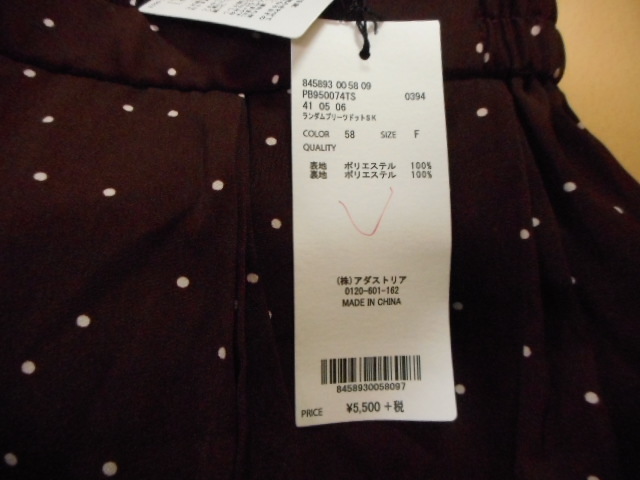 845893 00 58 09
PB950074TS 0394
41 05 06
ランダムプリーツドットSK
COLOR 58 SIZE F
QUALITY
表地 ポリエステル 100%
裏地 ポリエステル 100%
(株)アダストリア
0120-601-162
MADE IN CHINA
8458930058097
PRICE ¥5,500 +税